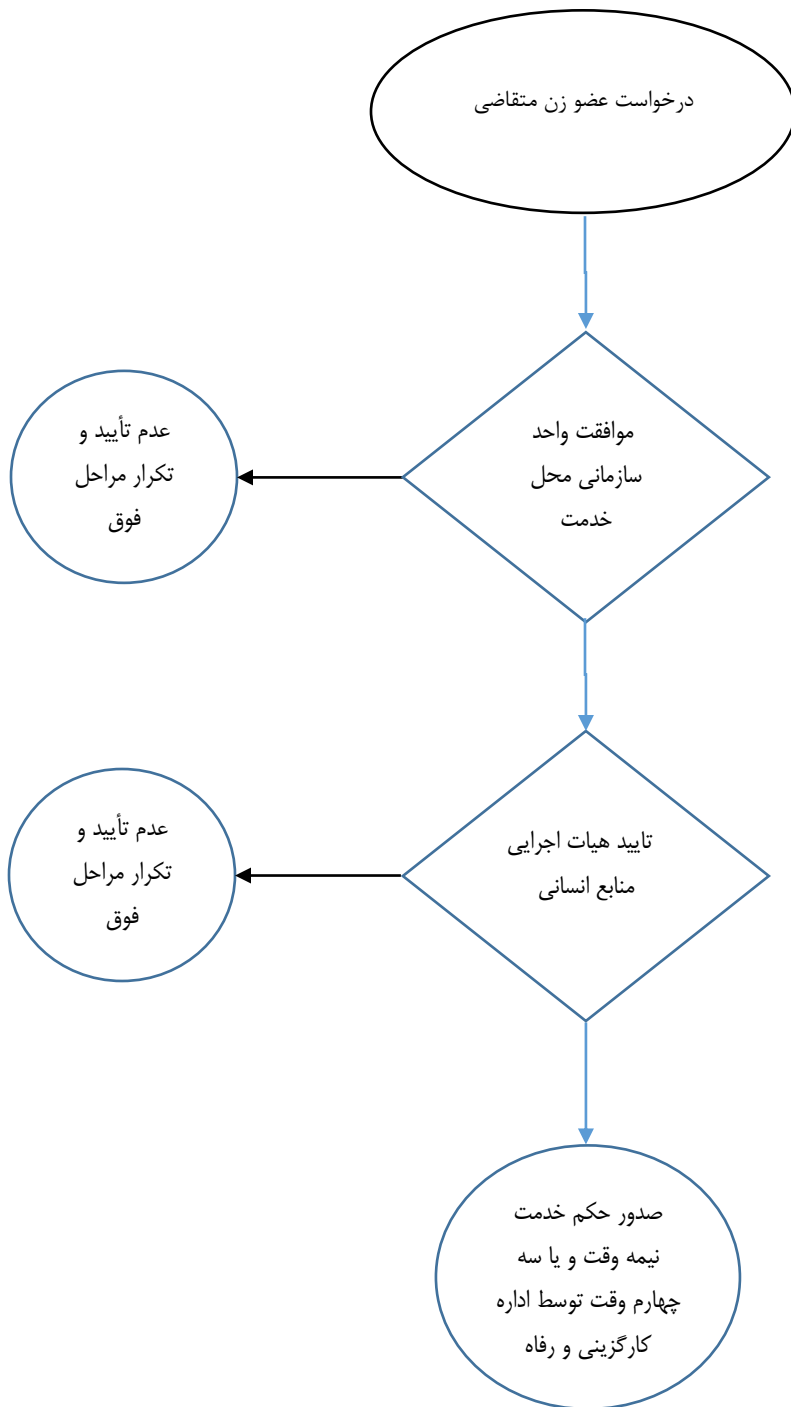 درخواست عضو زن متقاضی
موافقت واحد
سازمانی محل
خدمت
عدم تأیید و
تکرار مراحل
فوق
تایید هیات اجرایی
منابع انسانی
عدم تأیید و
تکرار مراحل
فوق
صدور حکم خدمت
نیمه وقت و یا سه
چهارم وقت توسط اداره
کارگزینی و رفاه